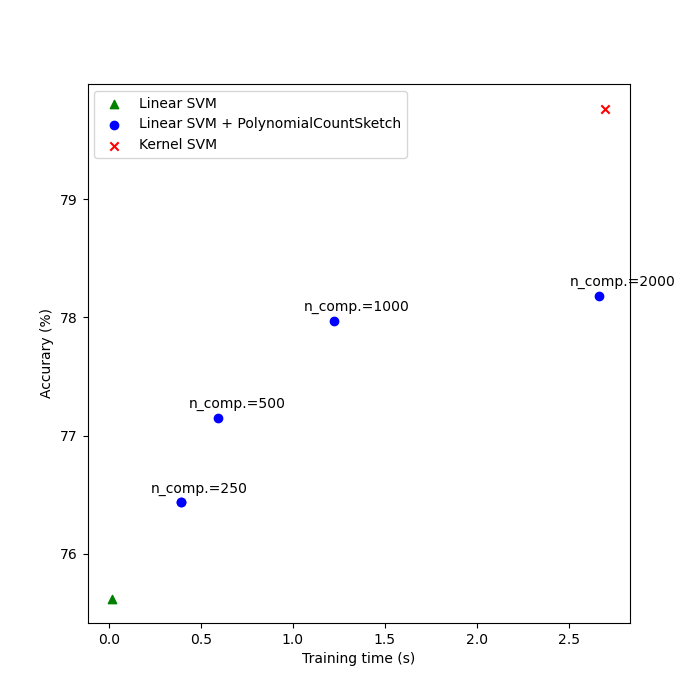 Linear SVM
Linear SVM + PolynomialCountSketch
Kernel SVM
n_comp.=2000
n_comp.=1000
n_comp.=500
n_comp.=250
79
78
77
76
Accurary (%)
0.0 0.5 1.0 1.5 2.0 2.5
Training time (s)